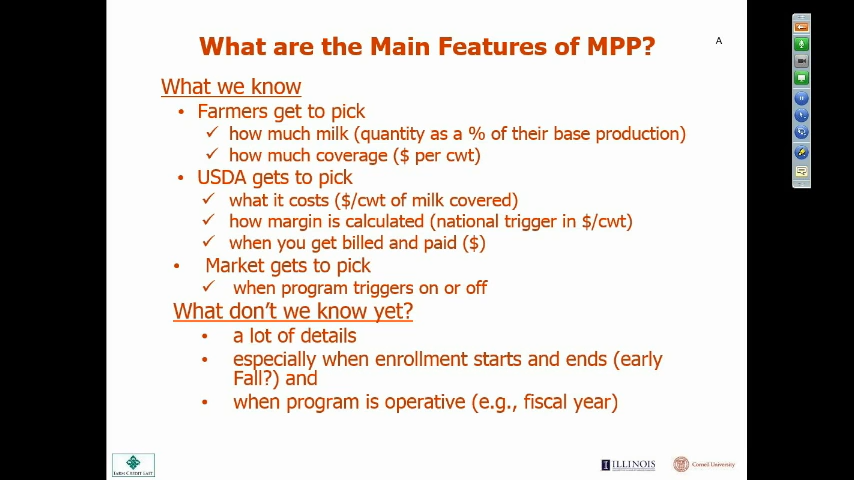 What are the Main Features of MPP?
A
What we know
• Farmers get to pick
✓ how much milk (quantity as a % of their base production)
✓ how much coverage ($ per cwt)
• USDA gets to pick
✓ what it costs ($/cwt of milk covered)
✓ how margin is calculated (national trigger in $/cwt)
✓ when you get billed and paid ($)
• Market gets to pick
✓ when program triggers on or off
What don't we know yet?
• a lot of details
• especially when enrollment starts and ends (early
Fall?) and
• when program is operative (e.g., fiscal year)
FARM CREDIT EAST
ILLINOIS
Cornell University